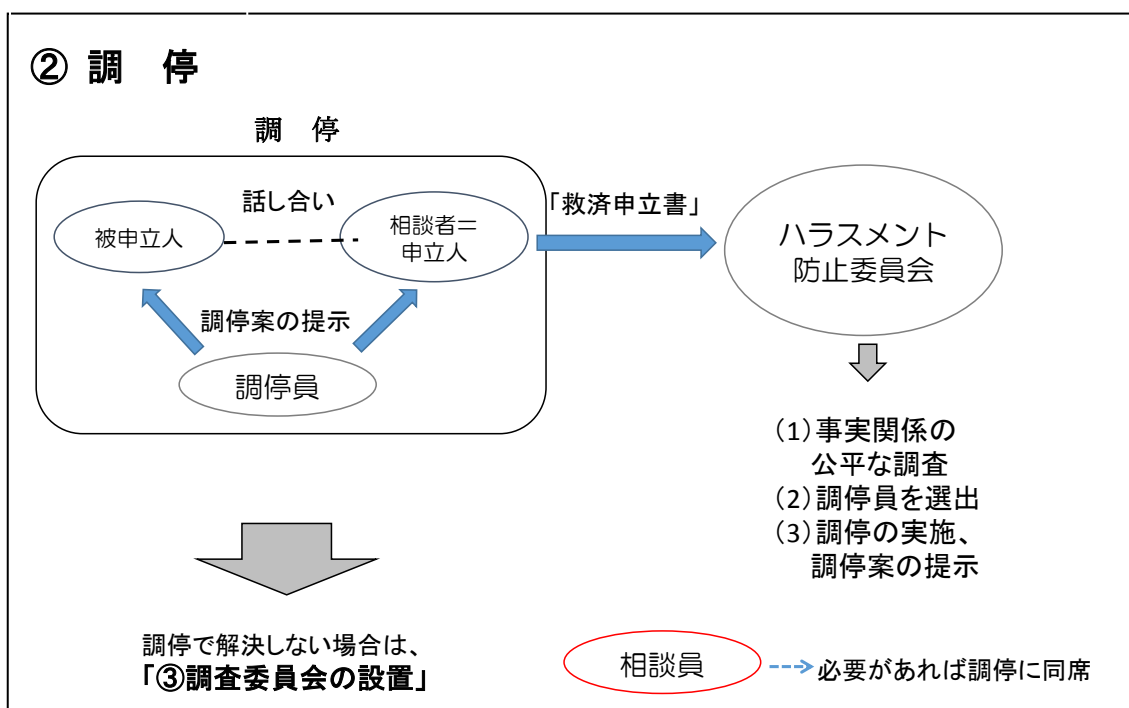 ② 調　停
調　停
話し合い
被申立人
相談者＝
申立人
調停案の提示
調停員
「救済申立書」
ハラスメント
防止委員会
(1)事実関係の
公平な調査
(2)調停員を選出
(3)調停の実施、
調停案の提示
調停で解決しない場合は、
「③調査委員会の設置」
相談員
必要があれば調停に同席